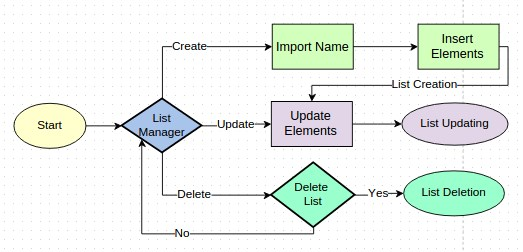 Create
Import Name
Insert
Elements
List Creation
Start
List
Manager
Update
Update
Elements
List Updating
Delete
Delete
List
Yes
List Deletion
No